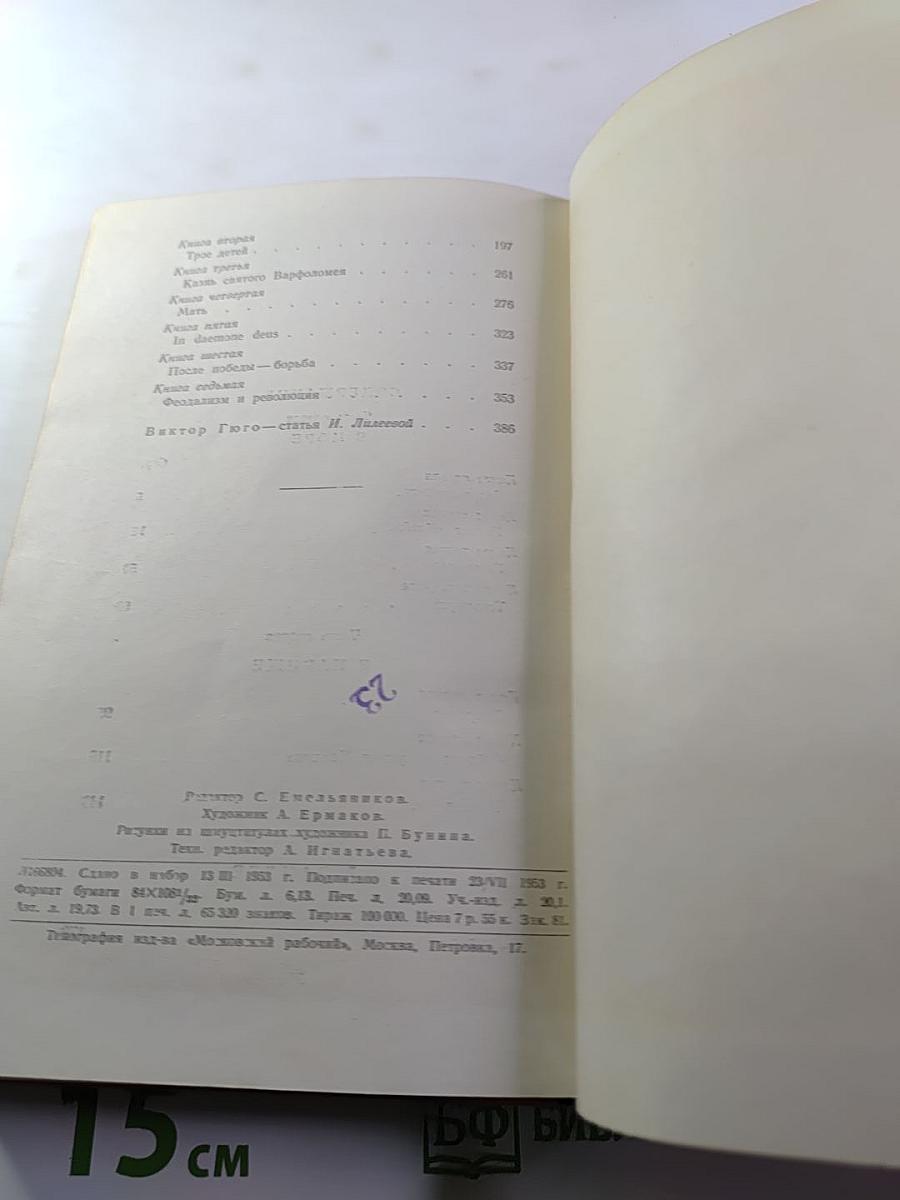 Книга вторая
Трое детей . . . . . . . . . . 197
Книга третья
Казнь святого Варфоломея . . . . . . 261
Книга четвертая
Мать . . . . . . . . . . . 276
Книга пятая
In daemone deus . . . . . . . . 323
Книга шестая
После победы — борьба . . . . . . 337
Книга седьмая
Феодализм и революция . . . . 353
Виктор Гюго — статья И. Лилеевой . . . 386
23
Редактор С. Емельянников.
Художник А. Ермаков.
Рисунки на шмуцтитулах художника П. Бунина.
Техн. редактор А. Игнатьева.
Сдано в набор 13/III 1953 г. Подписано к печати 23/VII 1953 г.
Формат бумаги 84×108¹/₃₂. Бум. л. 6,13. Печ. л. 20,09. Уч.-изд. л. 20,1.
Авт. л. 19,73. В 1 печ. л. 65 320 знаков. Тираж 100 000. Цена 7 р. 55 к. Зак. 81.
Типография изд-ва «Московский рабочий», Москва, Петровка, 17.
15 см
БФ